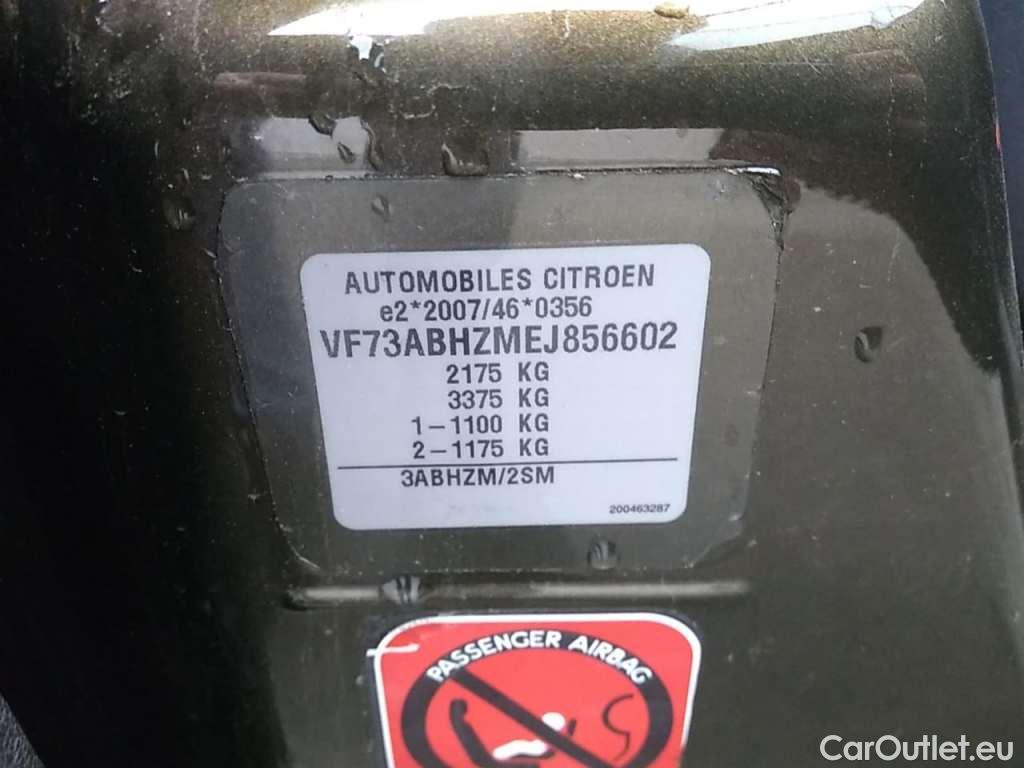 AUTOMOBILES CITROEN
e2*2007/46*0356
VF73ABHZMEJ856602
2175 KG
3375 KG
1-1100 KG
2-1175 KG
3ABHZM/2SM
200463287
PASSENGER AIRBAG
CarOutlet.eu